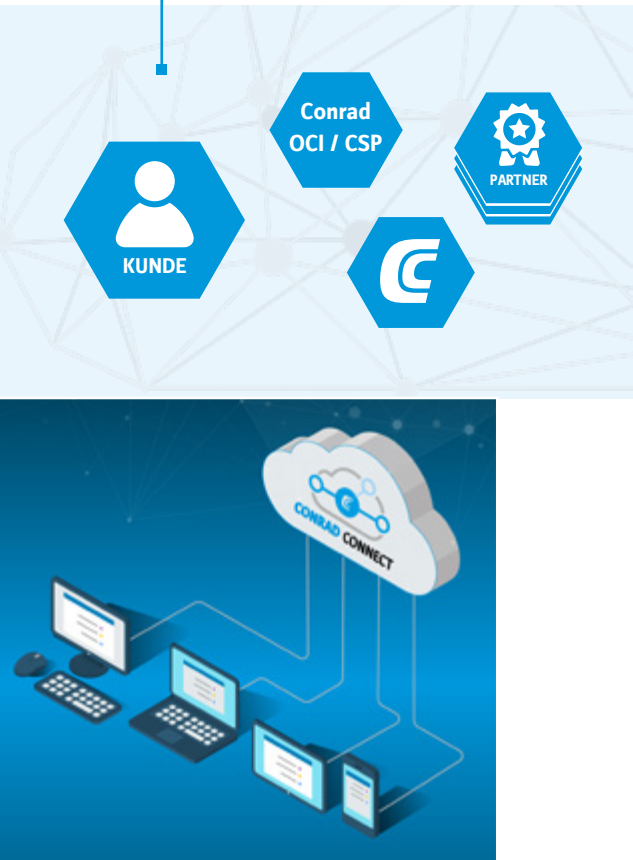 Conrad
OCI / CSP
PARTNER
KUNDE
CONRAD CONNECT